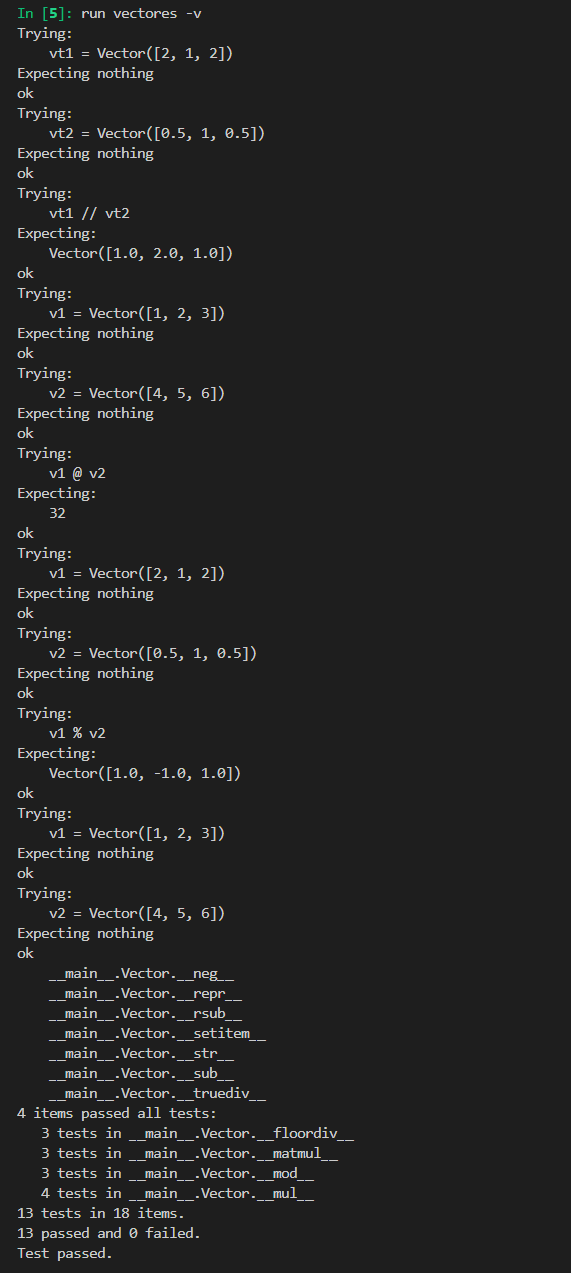 In [5]: run vectores -v
Trying:
    vt1 = Vector([2, 1, 2])
Expecting nothing
ok
Trying:
    vt2 = Vector([0.5, 1, 0.5])
Expecting nothing
ok
Trying:
    vt1 // vt2
Expecting:
    Vector([1.0, 2.0, 1.0])
ok
Trying:
    v1 = Vector([1, 2, 3])
Expecting nothing
ok
Trying:
    v2 = Vector([4, 5, 6])
Expecting nothing
ok
Trying:
    v1 @ v2
Expecting:
    32
ok
Trying:
    v1 = Vector([2, 1, 2])
Expecting nothing
ok
Trying:
    v2 = Vector([0.5, 1, 0.5])
Expecting nothing
ok
Trying:
    v1 % v2
Expecting:
    Vector([1.0, -1.0, 1.0])
ok
Trying:
    v1 = Vector([1, 2, 3])
Expecting nothing
ok
Trying:
    v2 = Vector([4, 5, 6])
Expecting nothing
ok
    __main__.Vector.__neg__
    __main__.Vector.__repr__
    __main__.Vector.__rsub__
    __main__.Vector.__setitem__
    __main__.Vector.__str__
    __main__.Vector.__sub__
    __main__.Vector.__truediv__
4 items passed all tests:
   3 tests in __main__.Vector.__floordiv__
   3 tests in __main__.Vector.__matmul__
   3 tests in __main__.Vector.__mod__
   4 tests in __main__.Vector.__mul__
13 tests in 18 items.
13 passed and 0 failed.
Test passed.